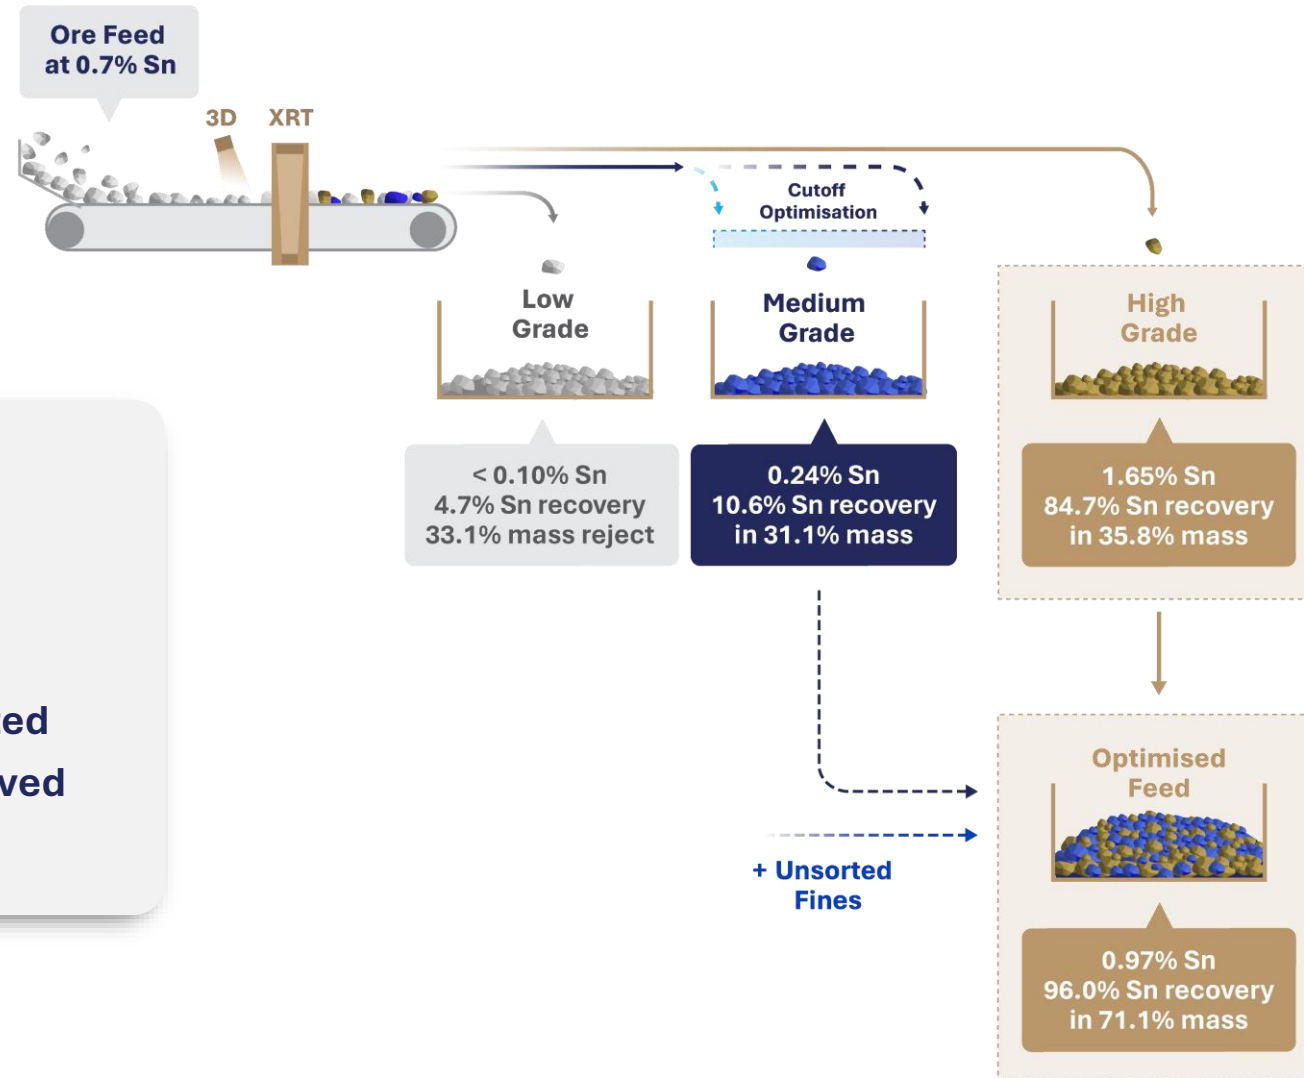 Ore Feed
at 0.7% Sn
3D
XRT
Cutoff
Optimisation
Low
Grade
Medium
Grade
High
Grade
< 0.10% Sn
4.7% Sn recovery
33.1% mass reject
0.24% Sn
10.6% Sn recovery
in 31.1% mass
1.65% Sn
84.7% Sn recovery
in 35.8% mass
Optimised
Feed
+ Unsorted
Fines
0.97% Sn
96.0% Sn recovery
in 71.1% mass